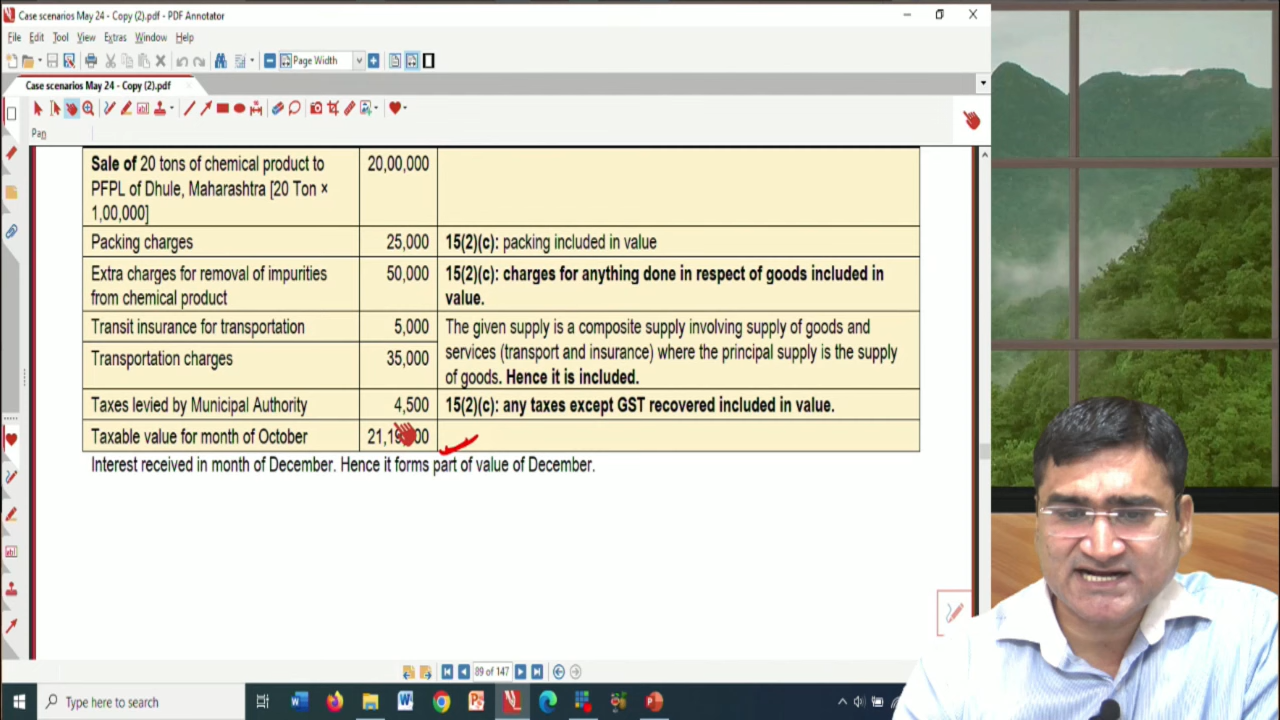 Case scenarios May 24 - Copy (2).pdf - PDF Annotator
File Edit Tool View Extras Window Help
Page Width
Case scenarios May 24 - Copy (2).pdf
Pan
Sale of 20 tons of chemical product to PFPL of Dhule, Maharashtra [20 Ton × 1,00,000] 20,00,000
Packing charges 25,000 15(2)(c): packing included in value
Extra charges for removal of impurities from chemical product 50,000 15(2)(c): charges for anything done in respect of goods included in value.
Transit insurance for transportation 5,000 The given supply is a composite supply involving supply of goods and
Transportation charges 35,000 services (transport and insurance) where the principal supply is the supply
of goods. Hence it is included.
Taxes levied by Municipal Authority 4,500 15(2)(c): any taxes except GST recovered included in value.
Taxable value for month of October
Interest received in month of December. Hence it forms part of value of December.
89 of 147
Type here to search